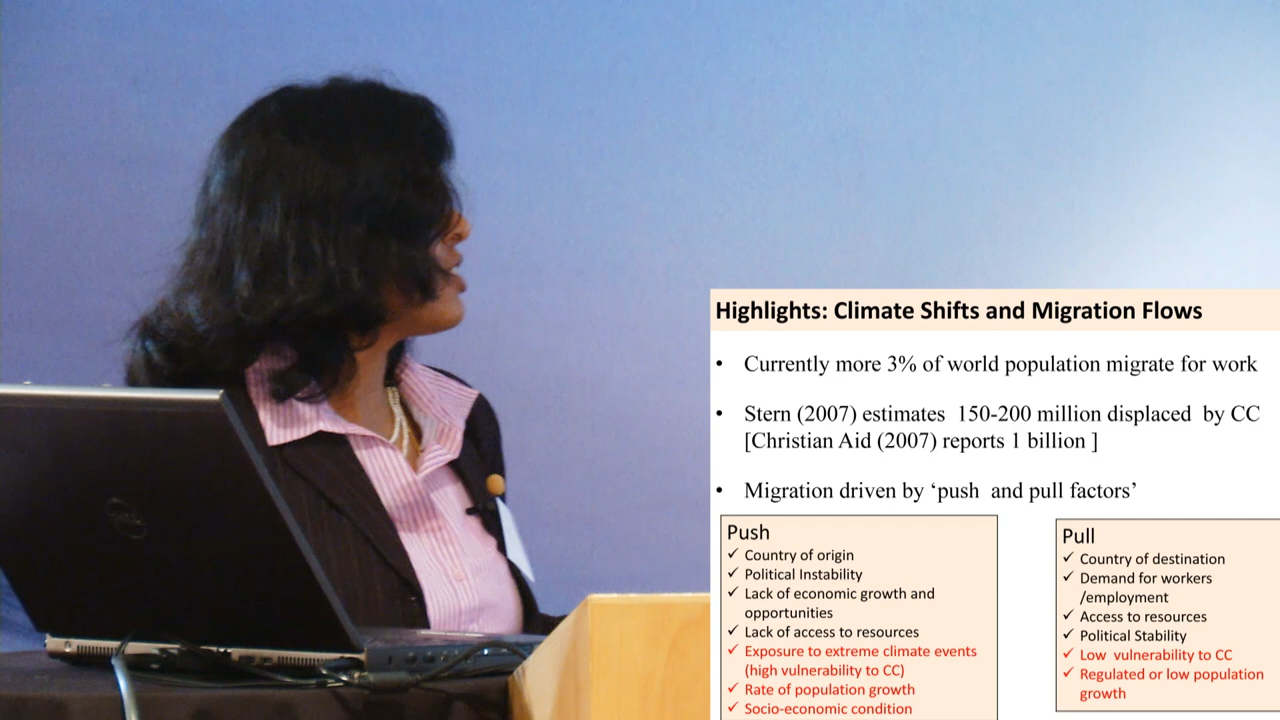 Highlights: Climate Shifts and Migration Flows
• Currently more 3% of world population migrate for work
• Stern (2007) estimates 150-200 million displaced by CC
[Christian Aid (2007) reports 1 billion ]
• Migration driven by ‘push and pull factors’
Push
✓ Country of origin
✓ Political Instability
✓ Lack of economic growth and
opportunities
✓ Lack of access to resources
✓ Exposure to extreme climate events
(high vulnerability to CC)
✓ Rate of population growth
✓ Socio-economic condition
Pull
✓ Country of destination
✓ Demand for workers
/employment
✓ Access to resources
✓ Political Stability
✓ Low vulnerability to CC
✓ Regulated or low population
growth